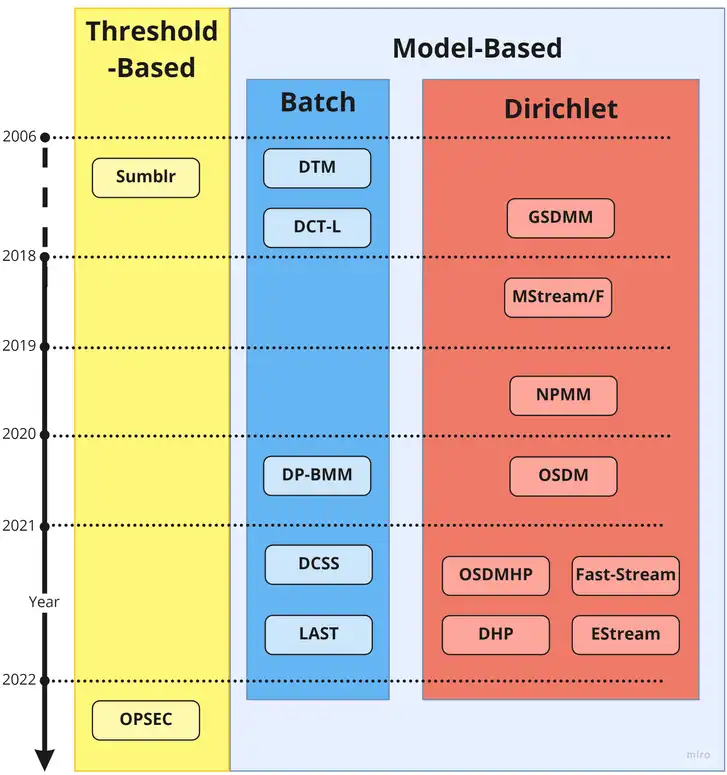 Threshold
-Based
Model-Based
Batch
Dirichlet
2006
Sumblr
DTM
DCT-L
GSDMM
2018
MStream/F
2019
NPMM
2020
DP-BMM
OSDM
2021
DCSS
OSDMHP
Fast-Stream
Year
LAST
DHP
EStream
2022
OPSEC
miro